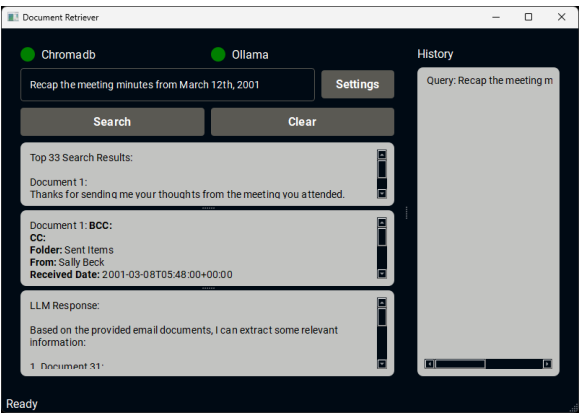 Document Retriever
Chromadb
Ollama
History
Recap the meeting minutes from March 12th, 2001
Settings
Query: Recap the meeting m
Search
Clear
Top 33 Search Results:
Document 1:
Thanks for sending me your thoughts from the meeting you attended.
Document 1: BCC:
CC:
Folder: Sent Items
From: Sally Beck
Received Date: 2001-03-08T05:48:00+00:00
LLM Response:
Based on the provided email documents, I can extract some relevant
information:
1. Document 31:
Ready